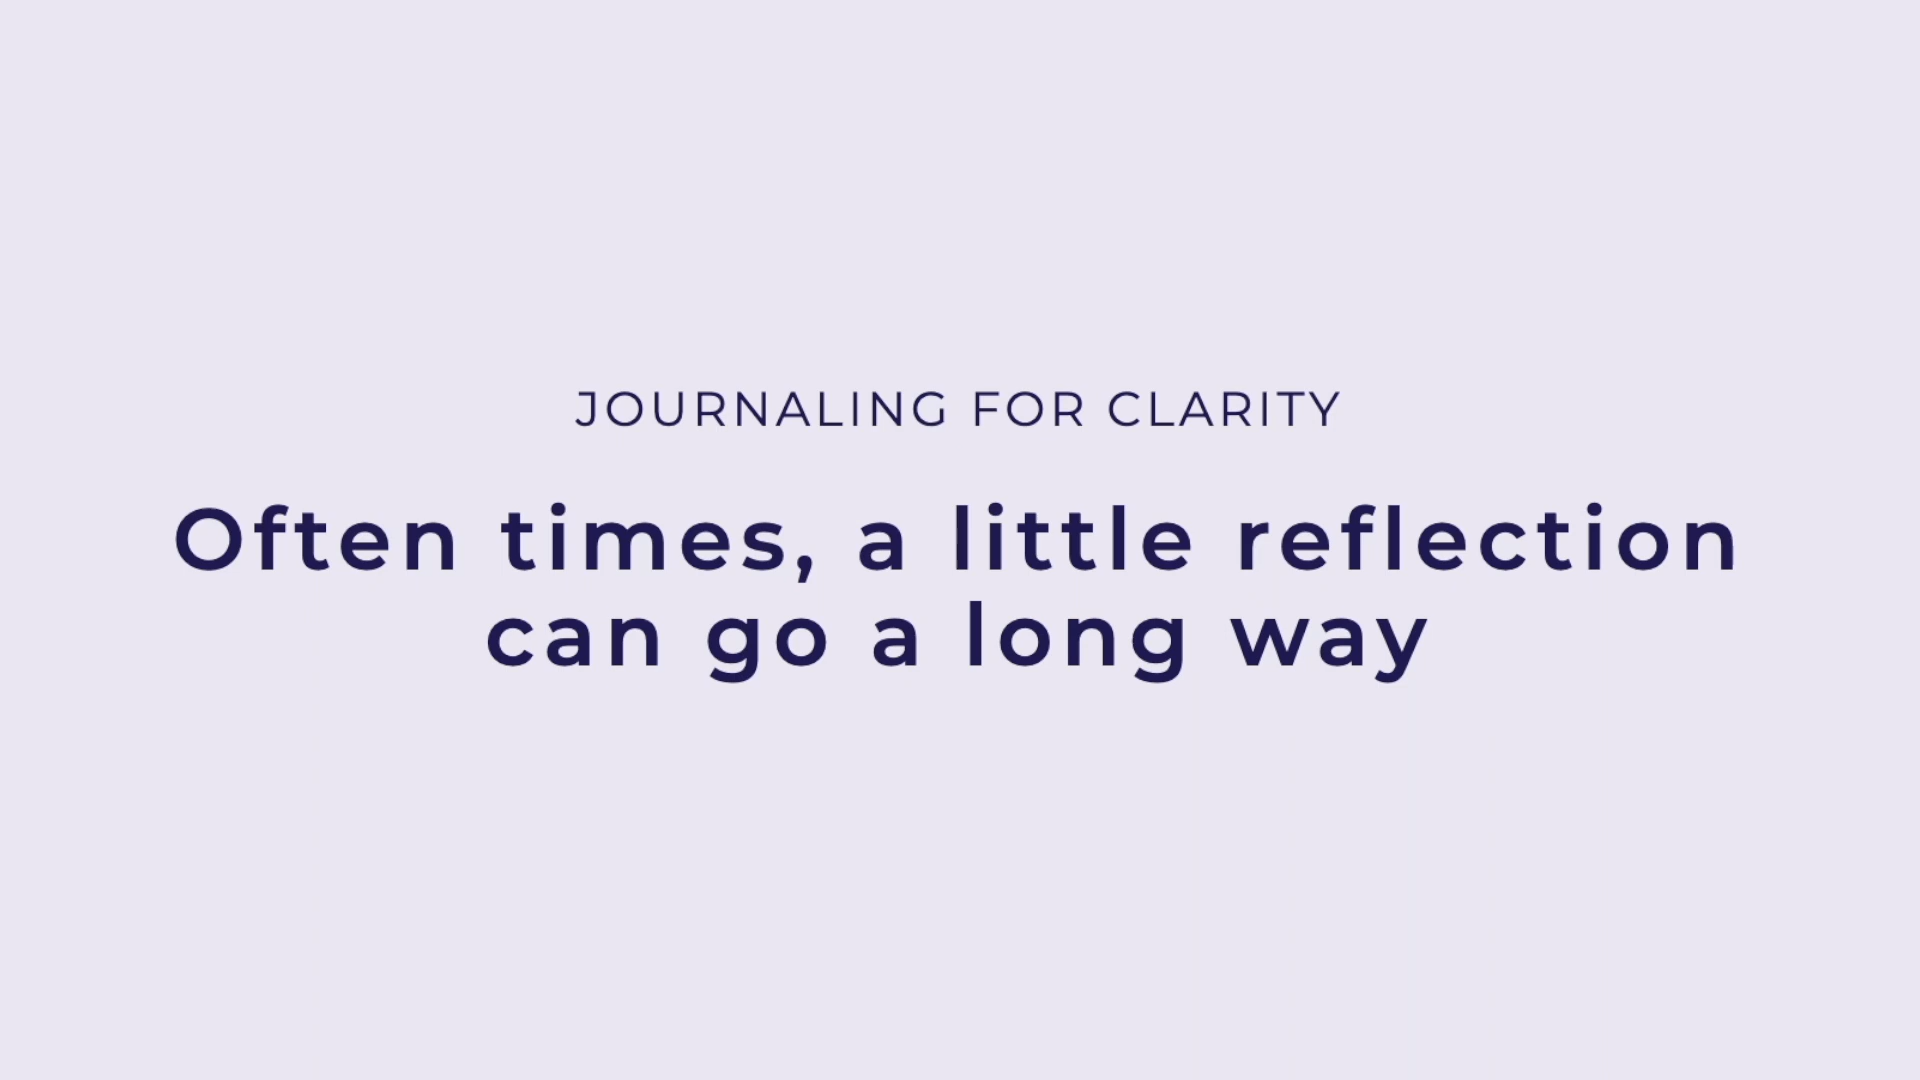 JOURNALING FOR CLARITY
Often times, a little reflection
can go a long way